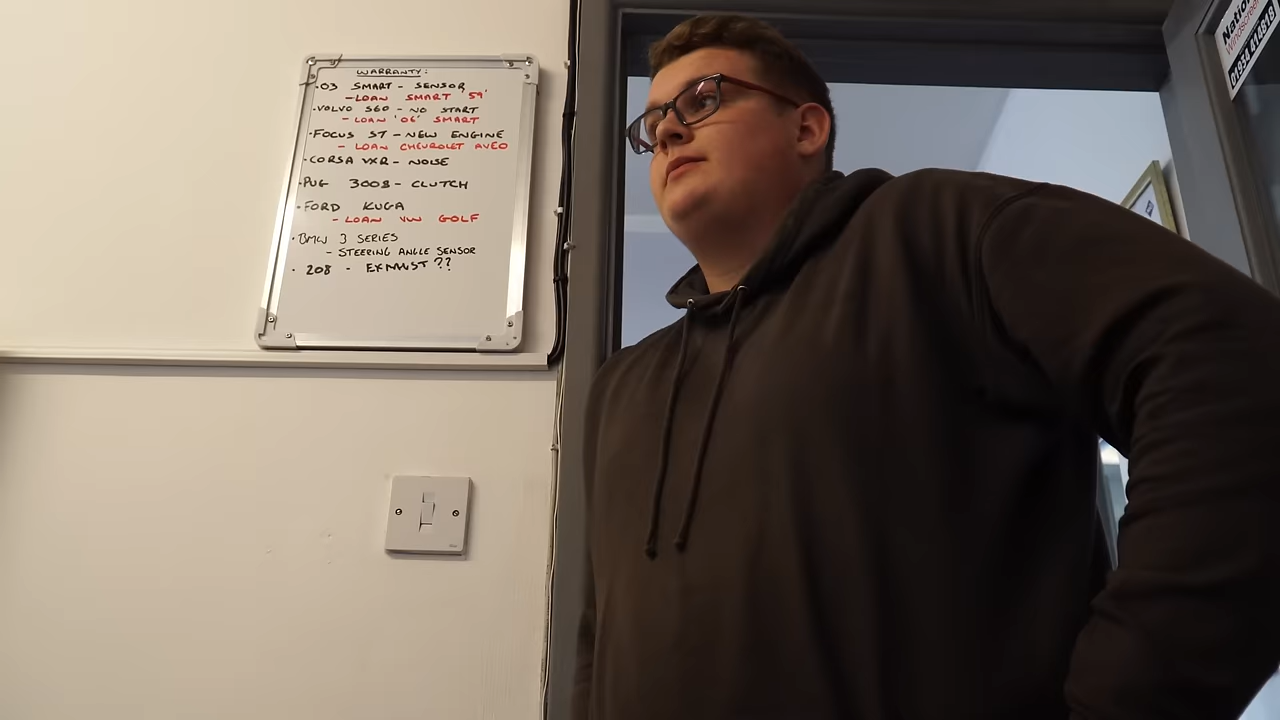 WARRANTY:
·03 SMART - SENSOR
- LOAN SMART '59'
·VOLVO S60 - NO START
- LOAN '06' SMART
·FOCUS ST - NEW ENGINE
- LOAN CHEVROLET AVEO
·CORSA VXR - NOISE
·PUG 3008 - CLUTCH
·FORD KUGA
- LOAN VW GOLF
·BMW 3 SERIES
- STEERING ANGLE SENSOR
· 208 - EXHAUST ??
National
Windscreens